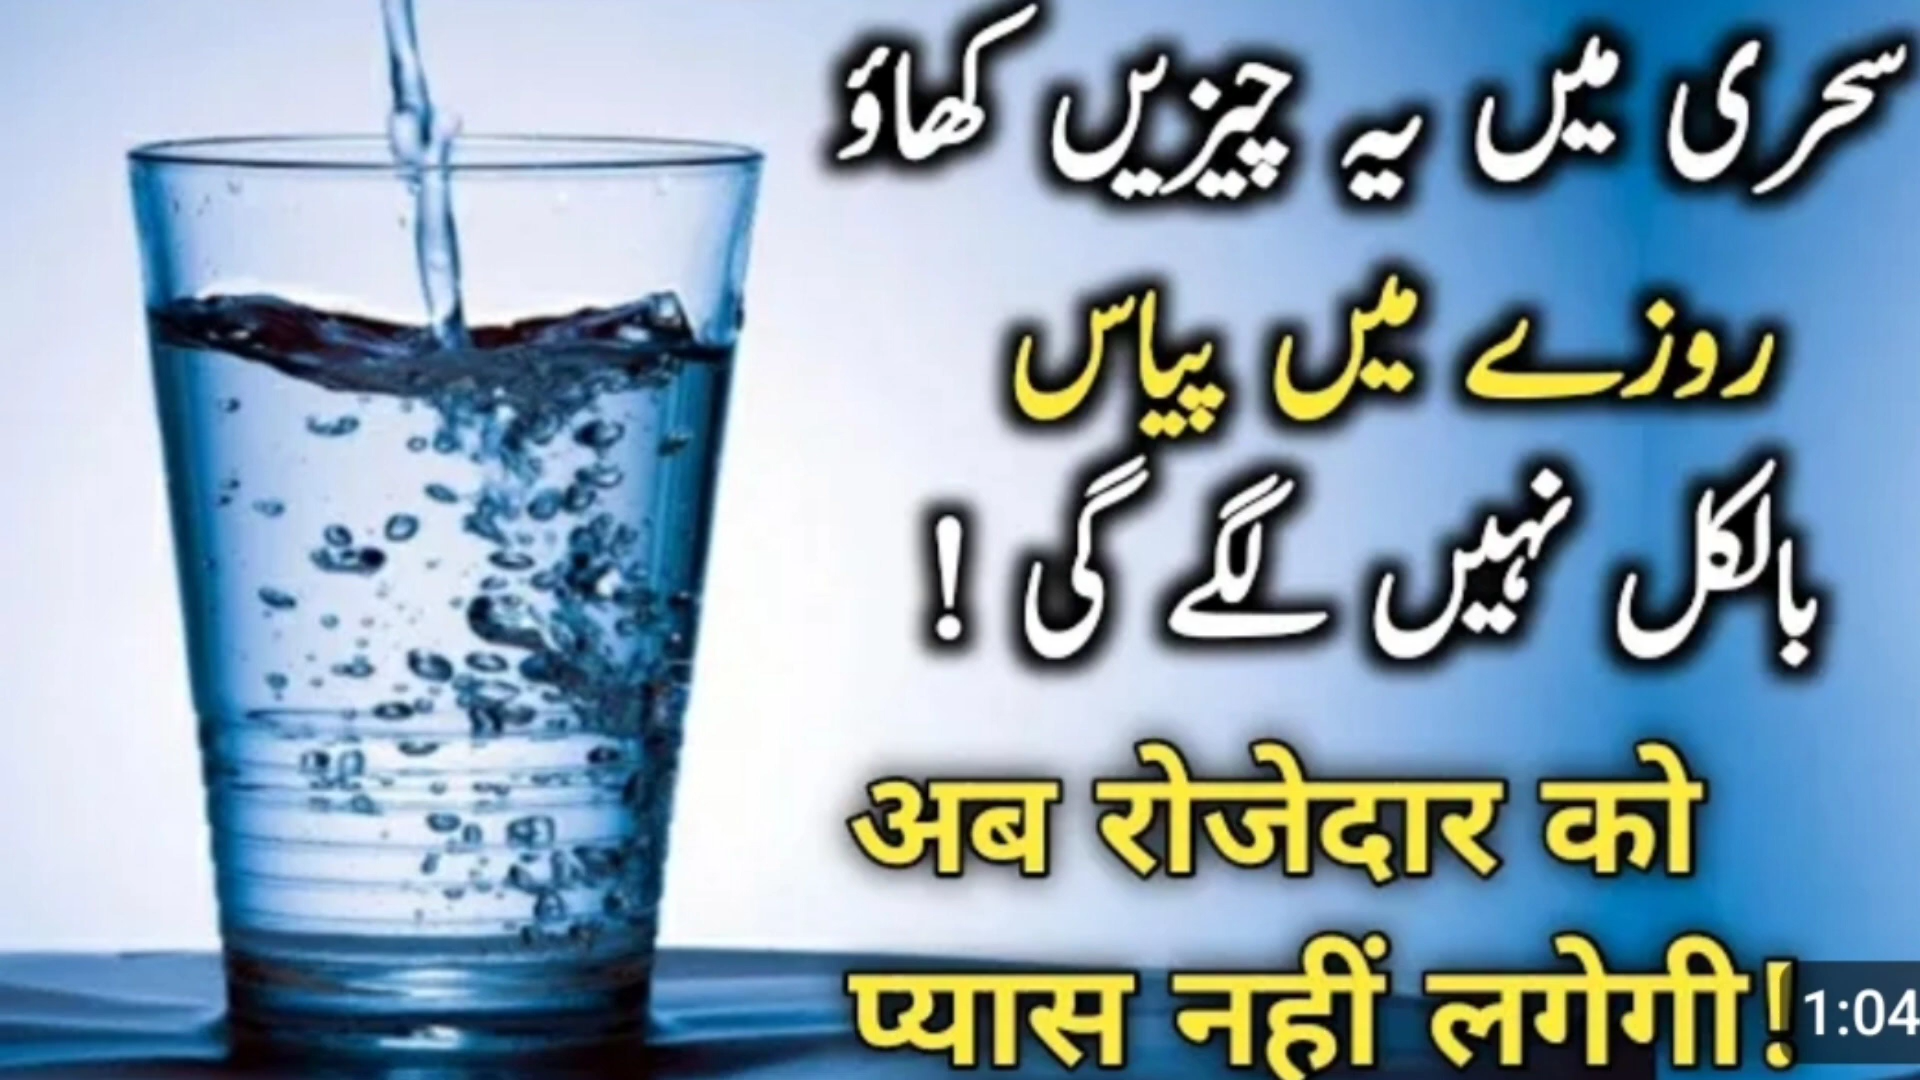 سحری میں یہ چیزیں کھاؤ
روزے میں پیاس
بالکل نہیں لگے گی !
अब रोजेदार को
प्यास नहीं लगेगी!
1:04